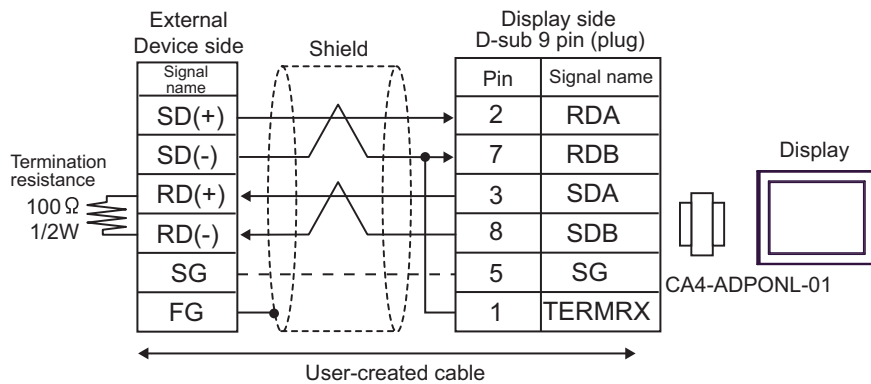 External
Device side
Shield
Display side
D-sub 9 pin (plug)
Signal
name
Pin
Signal name
SD(+)
2
RDA
SD(-)
7
RDB
Display
Termination
resistance
100 Ω
1/2W
RD(+)
3
SDA
RD(-)
8
SDB
SG
5
SG
CA4-ADPONL-01
FG
1
TERMRX
User-created cable